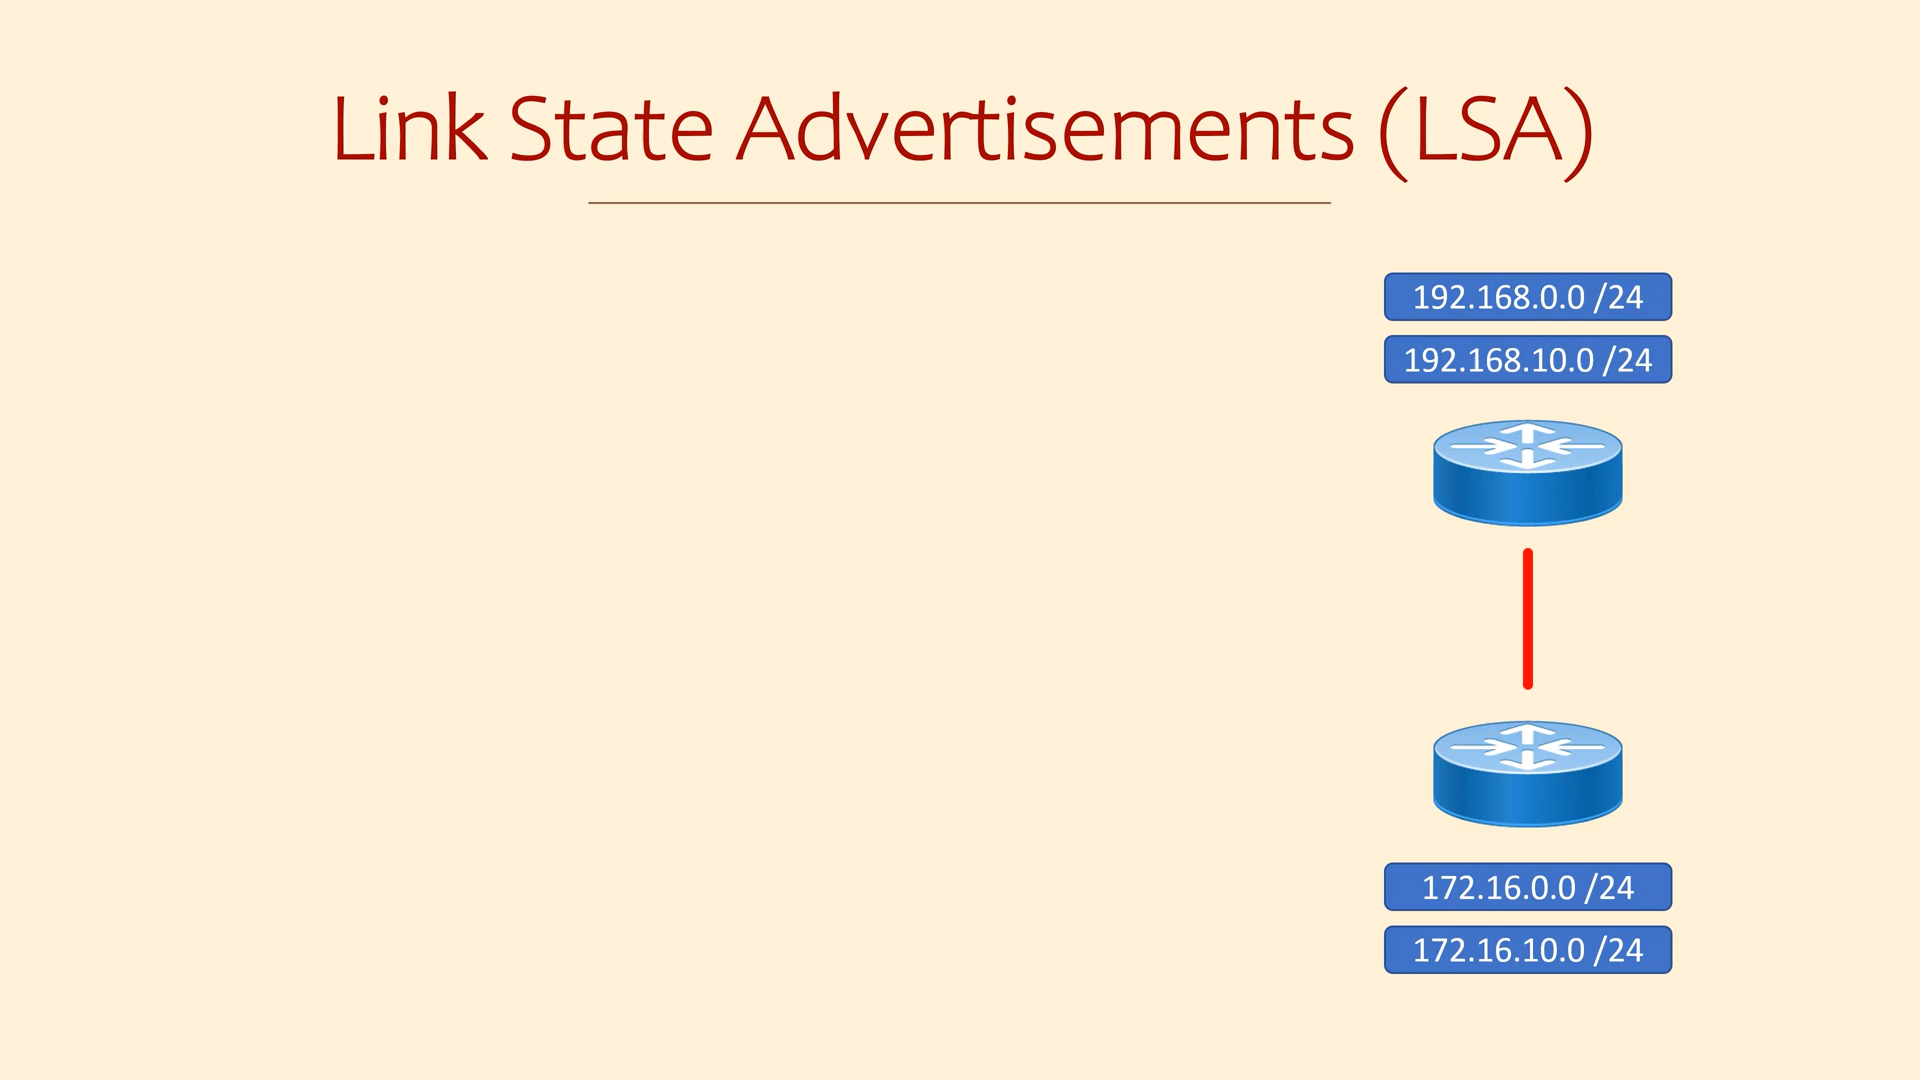 Link State Advertisements (LSA)
192.168.0.0 /24
192.168.10.0 /24
172.16.0.0 /24
172.16.10.0 /24